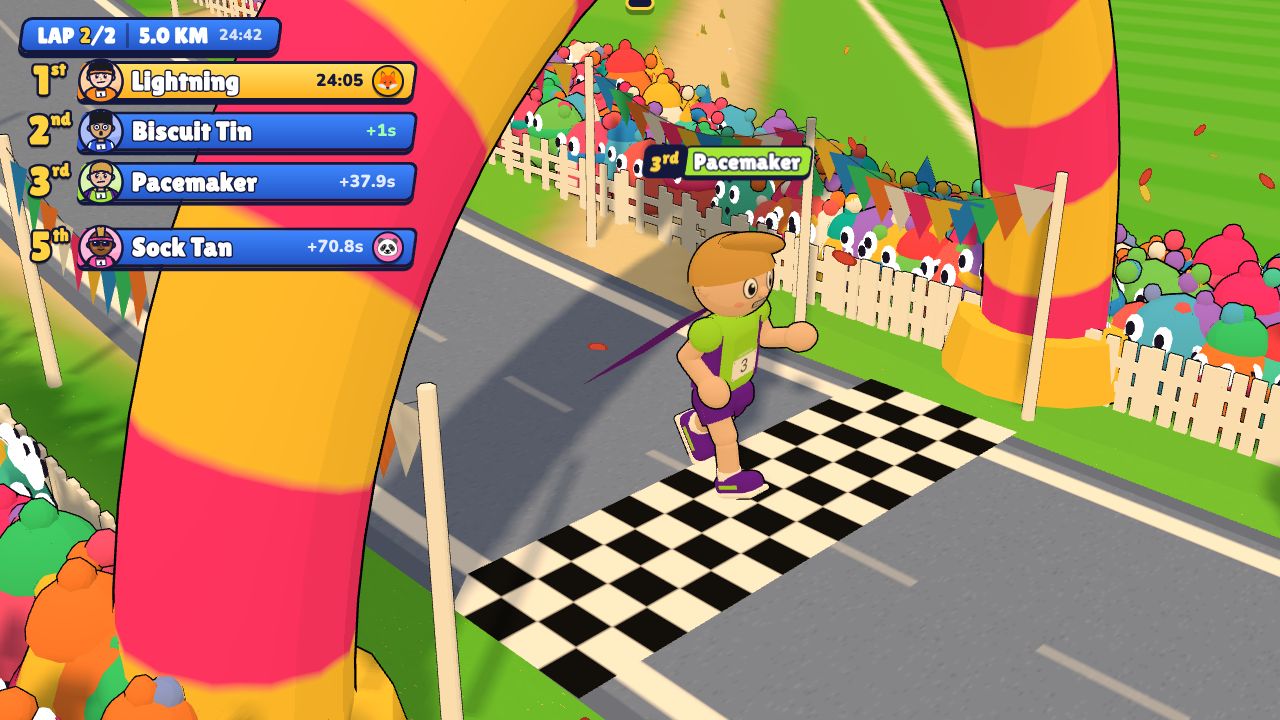 LAP 2/2 5.0 KM 24:42
1st Lightning 24:05
2nd Biscuit Tin +1s
3rd Pacemaker +37.9s
5th Sock Tan +70.8s
3rd Pacemaker
3